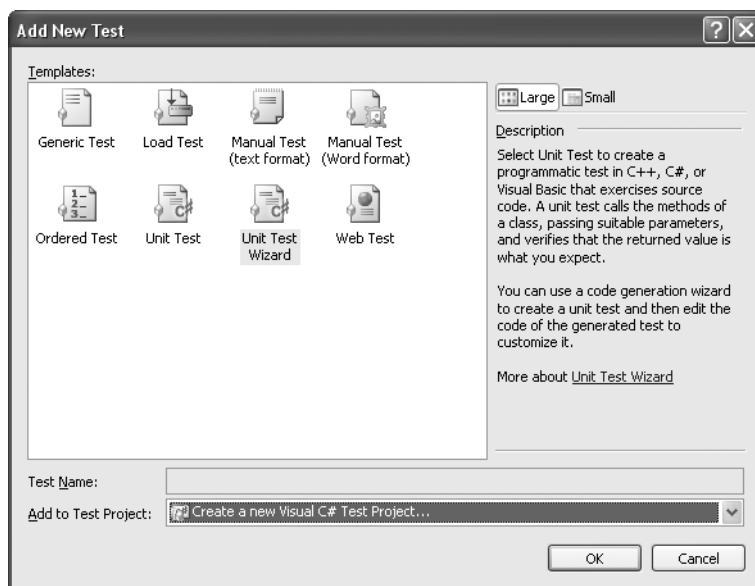 Add New Test
Templates:
Generic Test
Load Test
Manual Test
(text format)
Manual Test
(Word format)
Ordered Test
Unit Test
Unit Test
Wizard
Web Test
Large
Small
Description
Select Unit Test to create a
programmatic test in C++, C#, or
Visual Basic that exercises source
code. A unit test calls the methods of
a class, passing suitable parameters,
and verifies that the returned value is
what you expect.
You can use a code generation wizard
to create a unit test and then edit the
code of the generated test to
customize it.
More about Unit Test Wizard
Test Name:
Add to Test Project:
Create a new Visual C# Test Project...
OK
Cancel